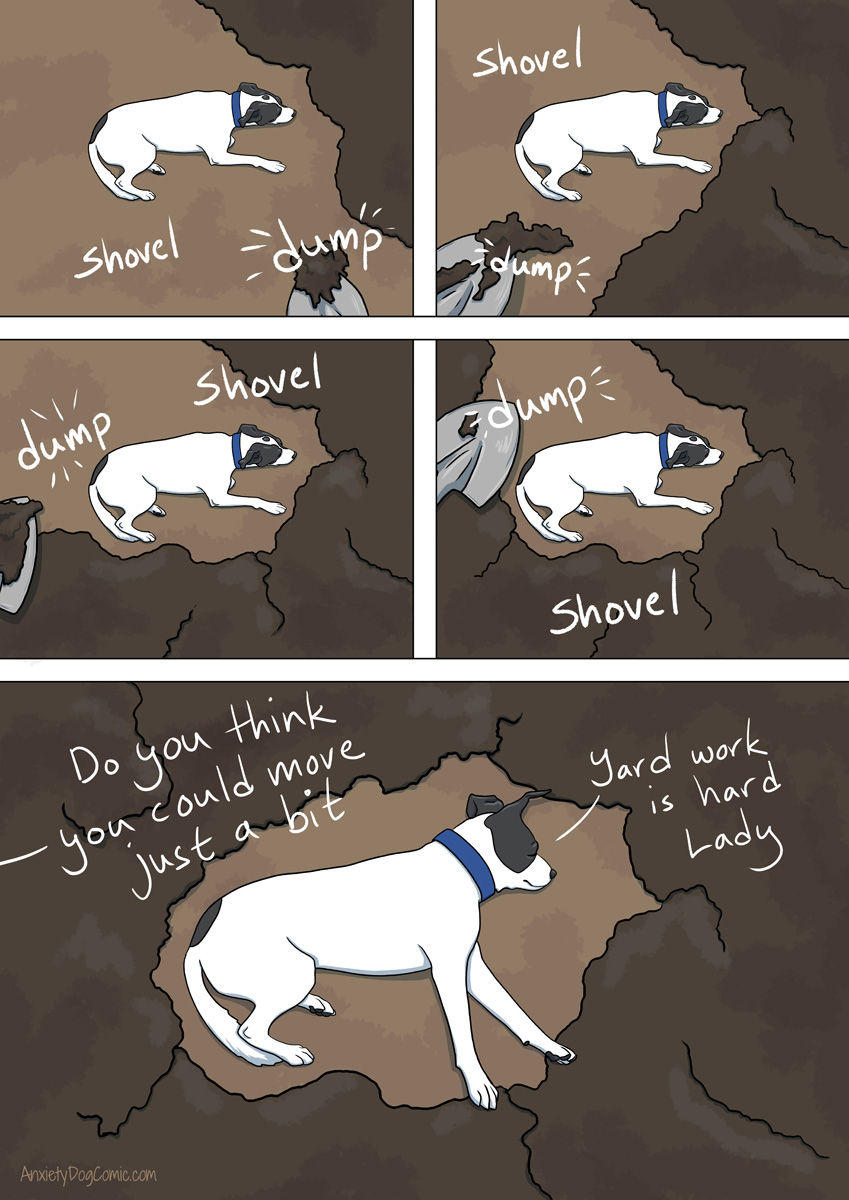 shovel
dump
shovel
dump
dump
shovel
dump
shovel
Do you think
you could move
just a bit
Yard work
is hard
Lady
AnxietyDogComic.com